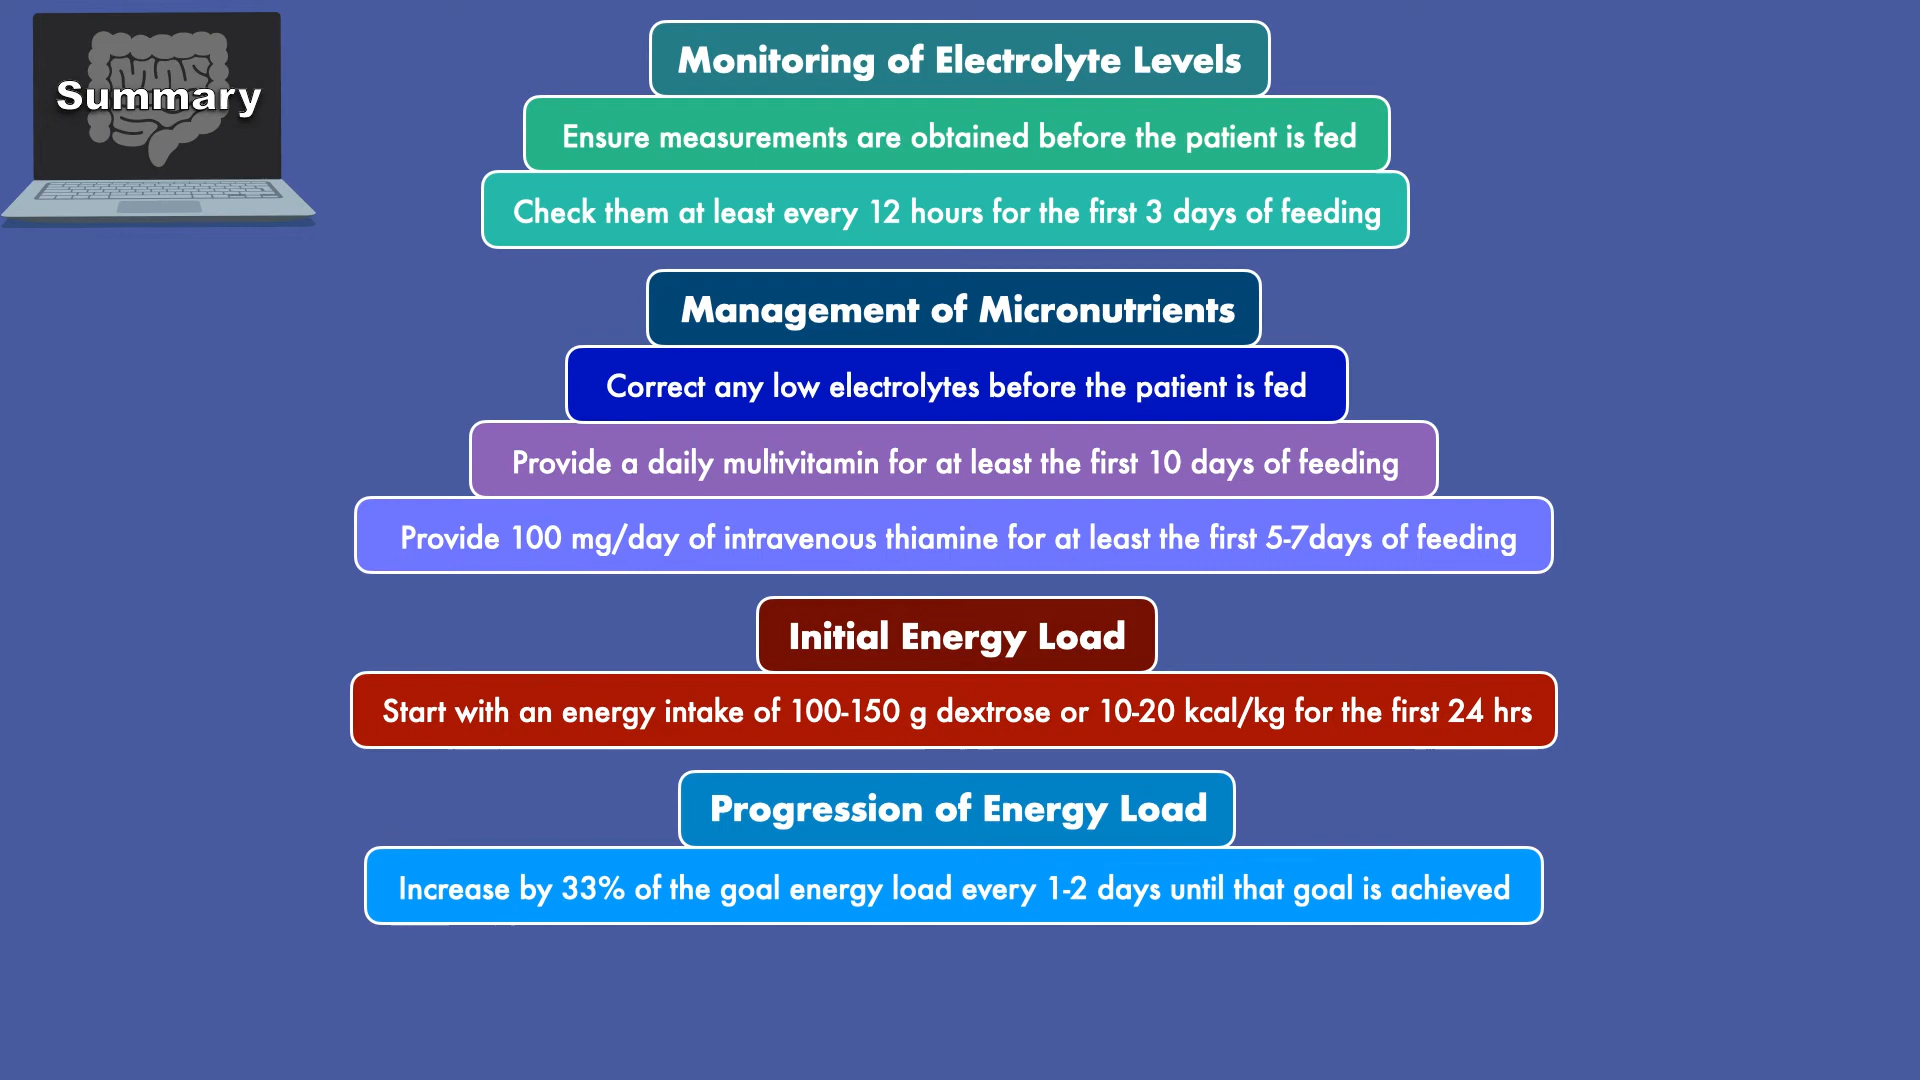 Summary
Monitoring of Electrolyte Levels
Ensure measurements are obtained before the patient is fed
Check them at least every 12 hours for the first 3 days of feeding
Management of Micronutrients
Correct any low electrolytes before the patient is fed
Provide a daily multivitamin for at least the first 10 days of feeding
Provide 100 mg/day of intravenous thiamine for at least the first 5-7days of feeding
Initial Energy Load
Start with an energy intake of 100-150 g dextrose or 10-20 kcal/kg for the first 24 hrs
Progression of Energy Load
Increase by 33% of the goal energy load every 1-2 days until that goal is achieved